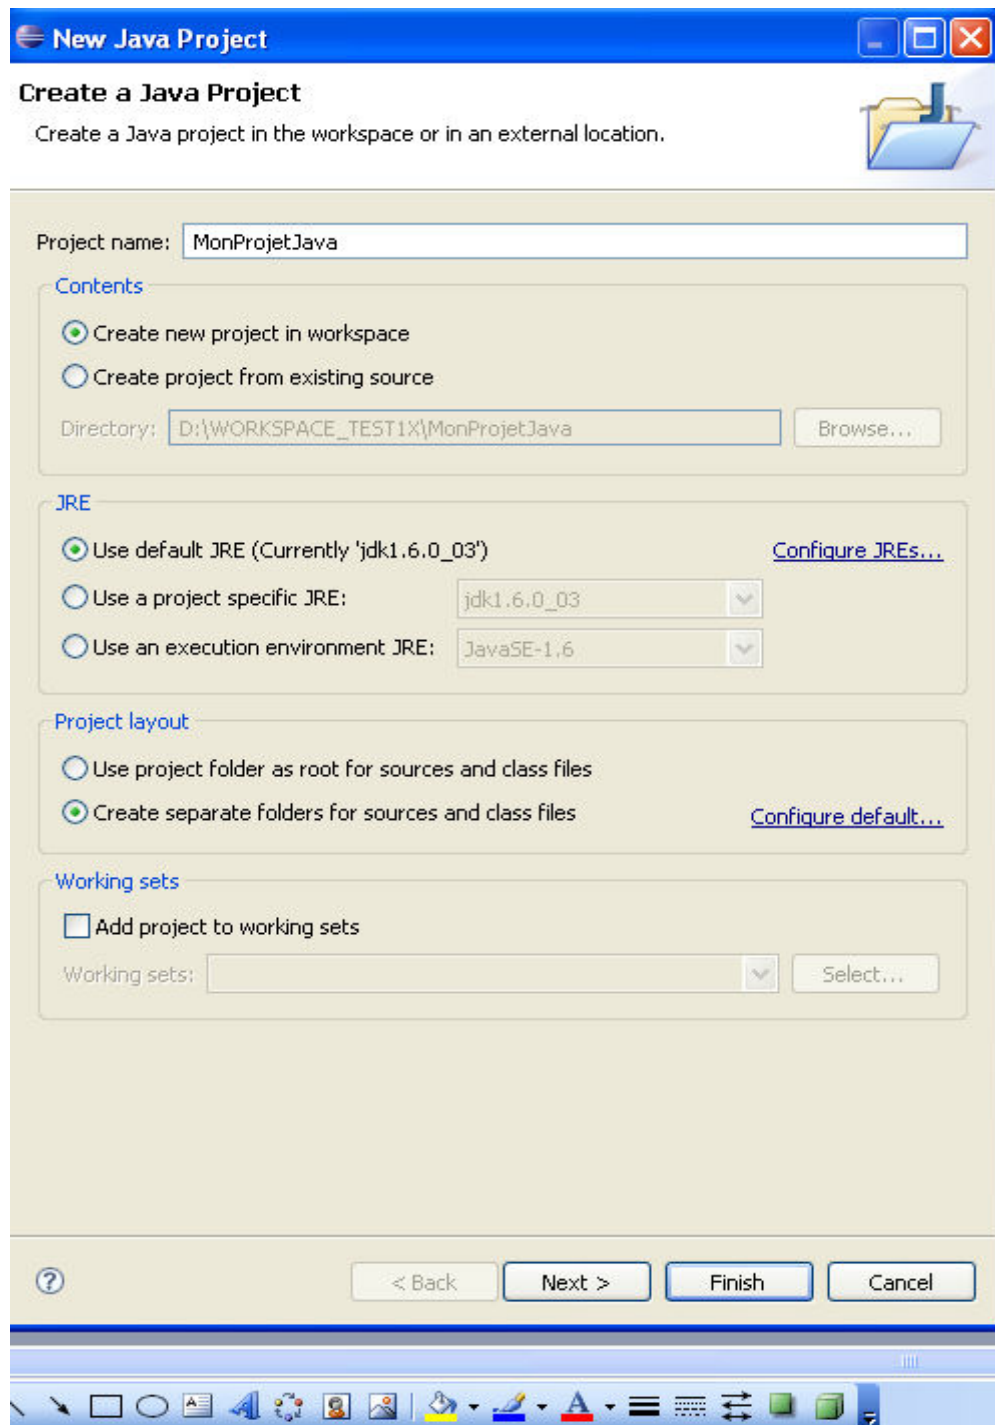 New Java Project
Create a Java Project
Create a Java project in the workspace or in an external location.
Project name: MonProjetJava
Contents
Create new project in workspace
Create project from existing source
Directory: D:\WORKSPACE_TEST1X\MonProjetJava Browse...
JRE
Use default JRE (Currently 'jdk1.6.0_03') Configure JREs...
Use a project specific JRE: jdk1.6.0_03
Use an execution environment JRE: JavaSE-1.6
Project layout
Use project folder as root for sources and class files
Create separate folders for sources and class files Configure default...
Working sets
Add project to working sets
Working sets: Select...
? < Back Next > Finish Cancel